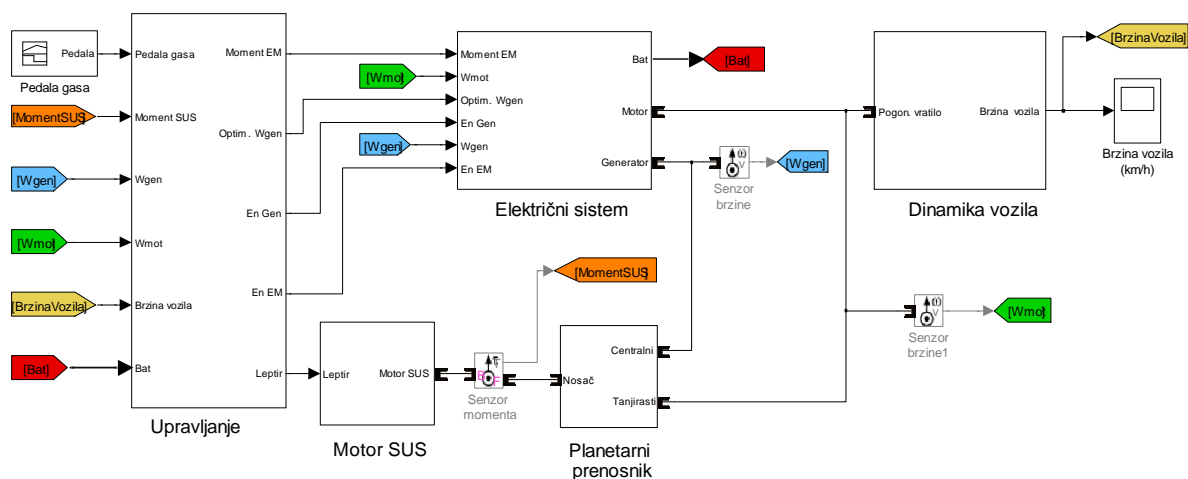 Pedala
Pedala gasa
[MomentSUS]
[Wgen]
[Wmot]
[BrzinaVozila]
[Bat]
Pedala gasa
Moment SUS
Wgen
Wmot
Brzina vozila
Bat
Moment EM
Optim. Wgen
En Gen
En EM
Leptir
Upravljanje
[Wmot]
[Wgen]
Moment EM
Wmot
Optim. Wgen
En Gen
Wgen
En EM
Bat
Motor
Generator
Električni sistem
[Bat]
Senzor
brzine
[Wgen]
Pogon. vratilo
Brzina vozila
Dinamika vozila
[BrzinaVozila]
Brzina vozila
(km/h)
Leptir
Motor SUS
Motor SUS
Senzor
momenta
[MomentSUS]
Centralni
Nosač
Tanjirasti
Planetarni
prenosnik
Senzor
brzine1
[Wmot]